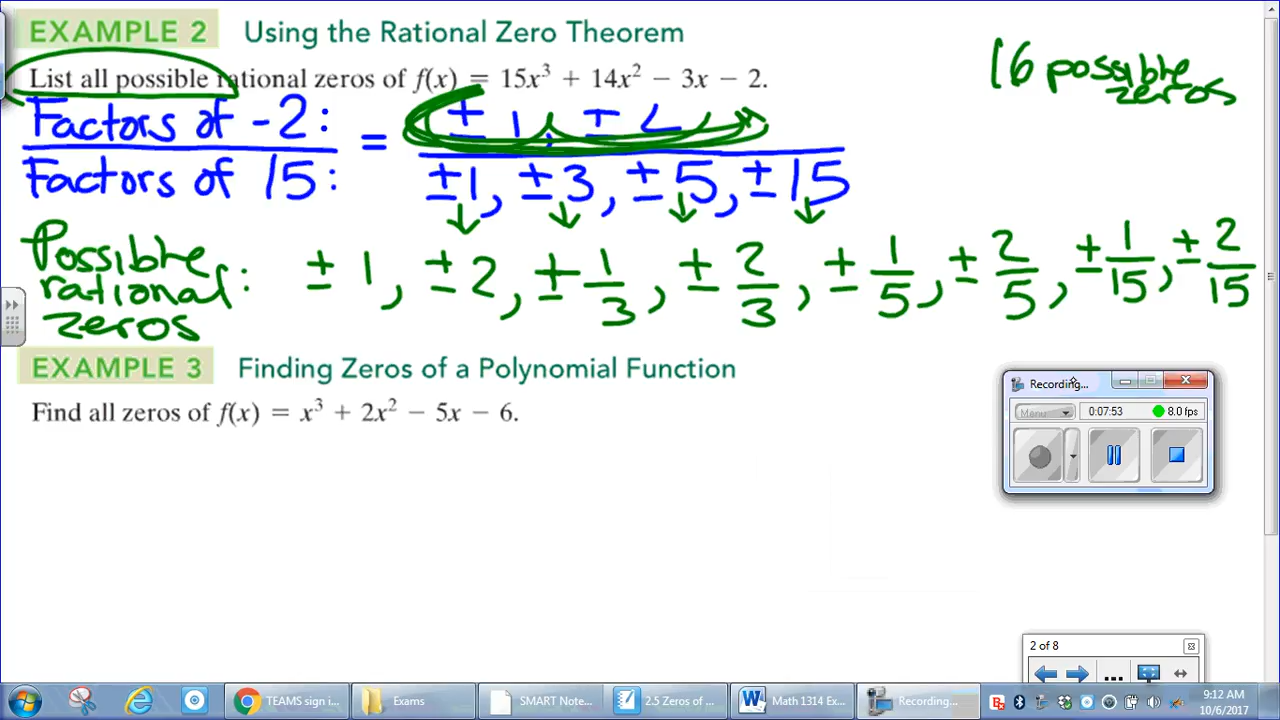 EXAMPLE 2 Using the Rational Zero Theorem
List all possible rational zeros of f(x) = 15x³ + 14x² − 3x − 2.
16 possible
zeros
Factors of -2: = ± 1, ± 2
Factors of 15: ±1, ±3, ±5, ±15
Possible
rational :
zeros
± 1, ± 2, ± 1/3, ± 2/3, ± 1/5, ± 2/5, ± 1/15, ± 2/15
EXAMPLE 3 Finding Zeros of a Polynomial Function
Find all zeros of f(x) = x³ + 2x² − 5x − 6.
Recording...
Menu 0:07:53 8.0 fps
2 of 8
...
TEAMS sign i... Exams SMART Note... 2.5 Zeros of ... Math 1314 Ex... Recording...
9:12 AM
10/6/2017